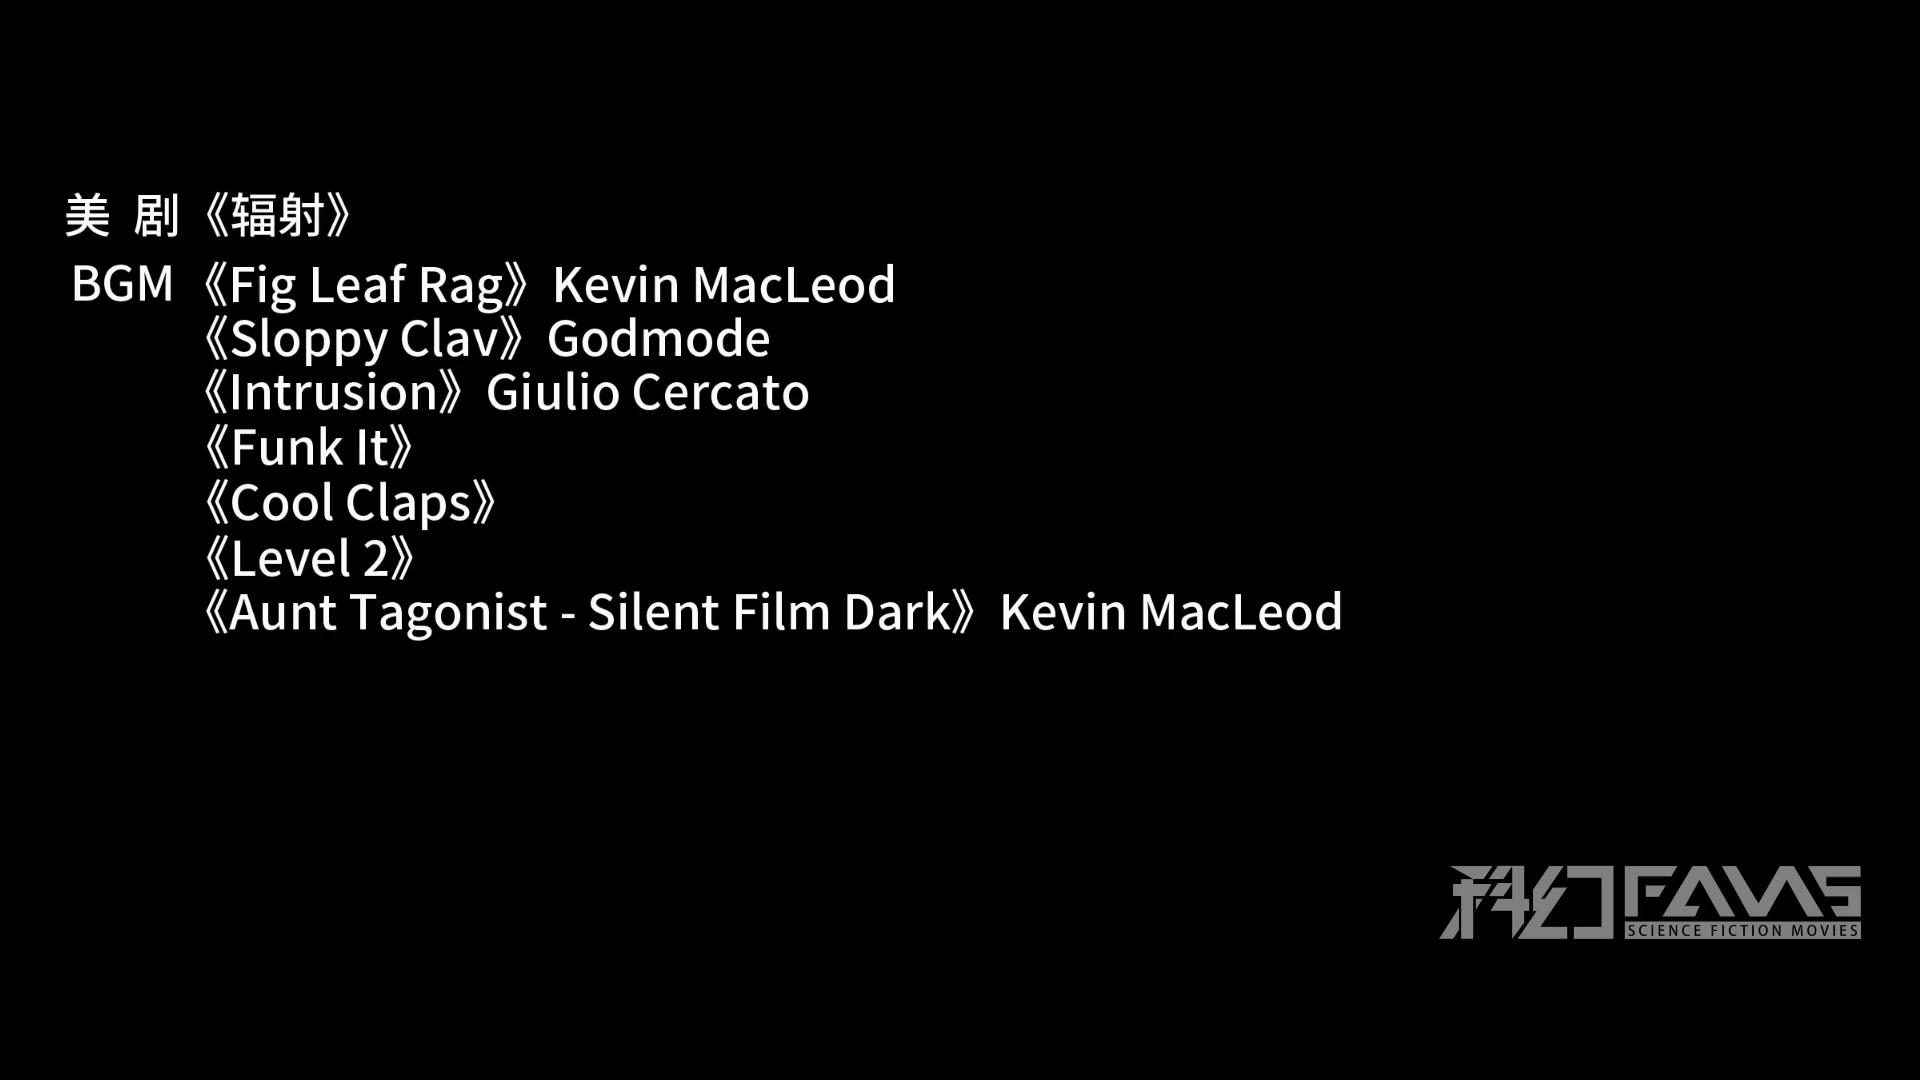 美 剧《辐射》
BGM《Fig Leaf Rag》Kevin MacLeod
《Sloppy Clav》Godmode
《Intrusion》Giulio Cercato
《Funk It》
《Cool Claps》
《Level 2》
《Aunt Tagonist - Silent Film Dark》Kevin MacLeod
科幻FANS
SCIENCE FICTION MOVIES